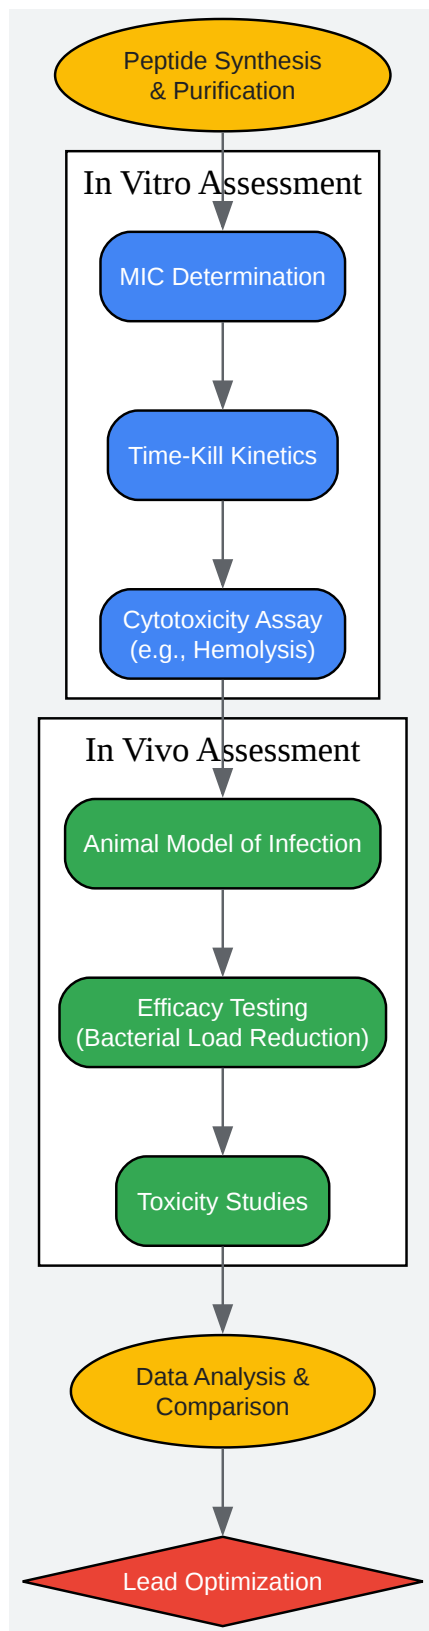 Peptide Synthesis
& Purification
In Vitro Assessment
MIC Determination
Time-Kill Kinetics
Cytotoxicity Assay
(e.g., Hemolysis)
In Vivo Assessment
Animal Model of Infection
Efficacy Testing
(Bacterial Load Reduction)
Toxicity Studies
Data Analysis &
Comparison
Lead Optimization